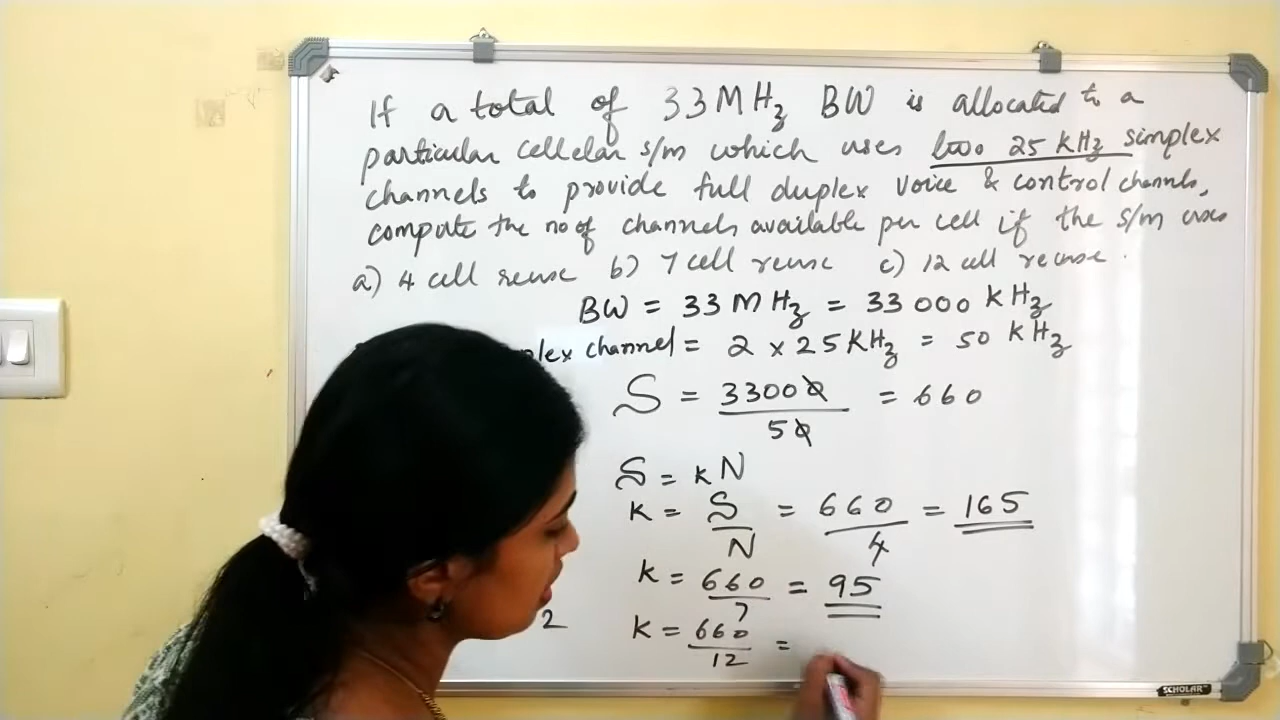 If a total of 33 MHz BW is allocated to a
particular cellular s/m which uses two 25 kHz simplex
channels to provide full duplex voice & control channels,
compute the no of channels available per cell if the s/m uses
a) 4 cell reuse b) 7 cell reuse c) 12 cell reuse.
BW = 33 MHz = 33000 kHz
plex channel = 2 x 25 KHz = 50 kHz
S = 33000 / 50 = 660
S = kN
K = S / N = 660 / 4 = 165
K = 660 / 7 = 95
2
K = 660 / 12 =
SCHOLAR